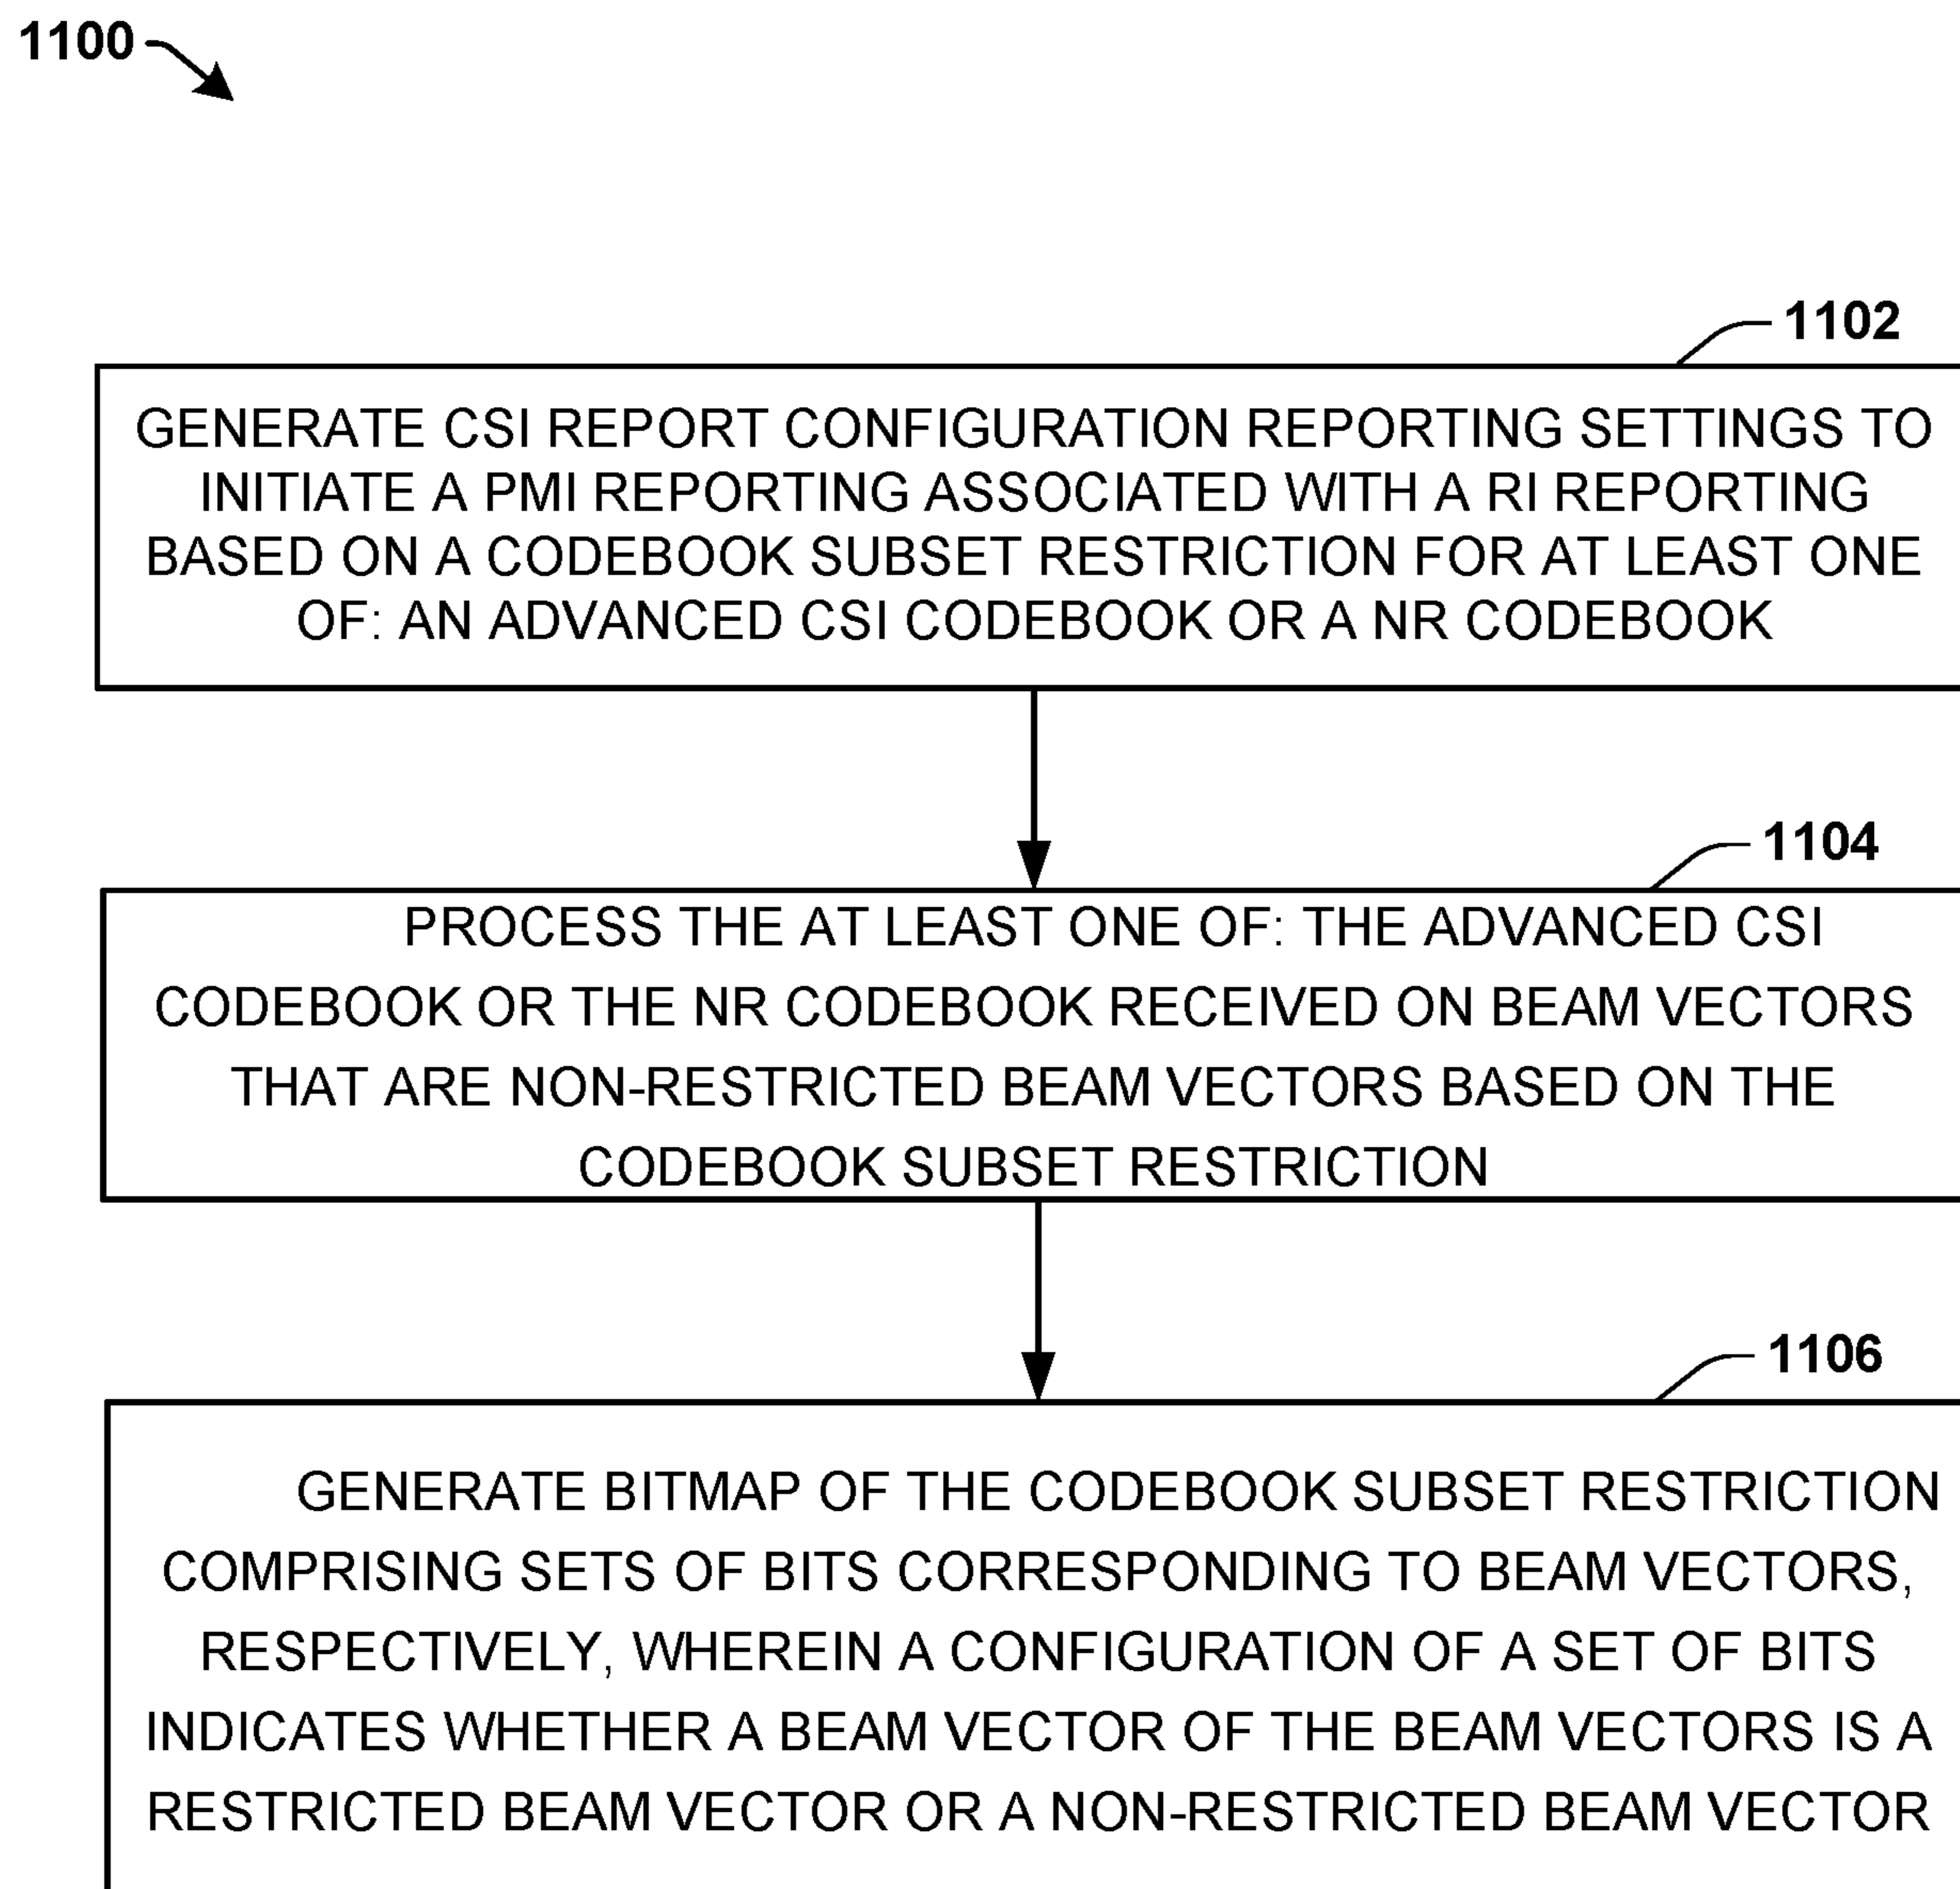 1100
1102
GENERATE CSI REPORT CONFIGURATION REPORTING SETTINGS TO
INITIATE A PMI REPORTING ASSOCIATED WITH A RI REPORTING
BASED ON A CODEBOOK SUBSET RESTRICTION FOR AT LEAST ONE
OF: AN ADVANCED CSI CODEBOOK OR A NR CODEBOOK
1104
PROCESS THE AT LEAST ONE OF: THE ADVANCED CSI
CODEBOOK OR THE NR CODEBOOK RECEIVED ON BEAM VECTORS
THAT ARE NON-RESTRICTED BEAM VECTORS BASED ON THE
CODEBOOK SUBSET RESTRICTION
1106
GENERATE BITMAP OF THE CODEBOOK SUBSET RESTRICTION
COMPRISING SETS OF BITS CORRESPONDING TO BEAM VECTORS,
RESPECTIVELY, WHEREIN A CONFIGURATION OF A SET OF BITS
INDICATES WHETHER A BEAM VECTOR OF THE BEAM VECTORS IS A
RESTRICTED BEAM VECTOR OR A NON-RESTRICTED BEAM VECTOR